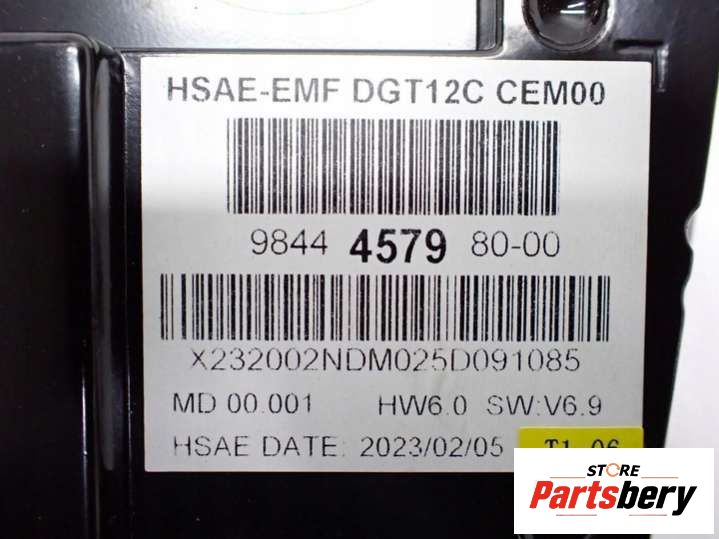 HSAE-EMF DGT12C CEM00
9844 4579 80-00
X232002NDM025D091085
MD 00.001 HW6.0 SW:V6.9
HSAE DATE: 2023/02/05 T1 06
STORE
Partsbery